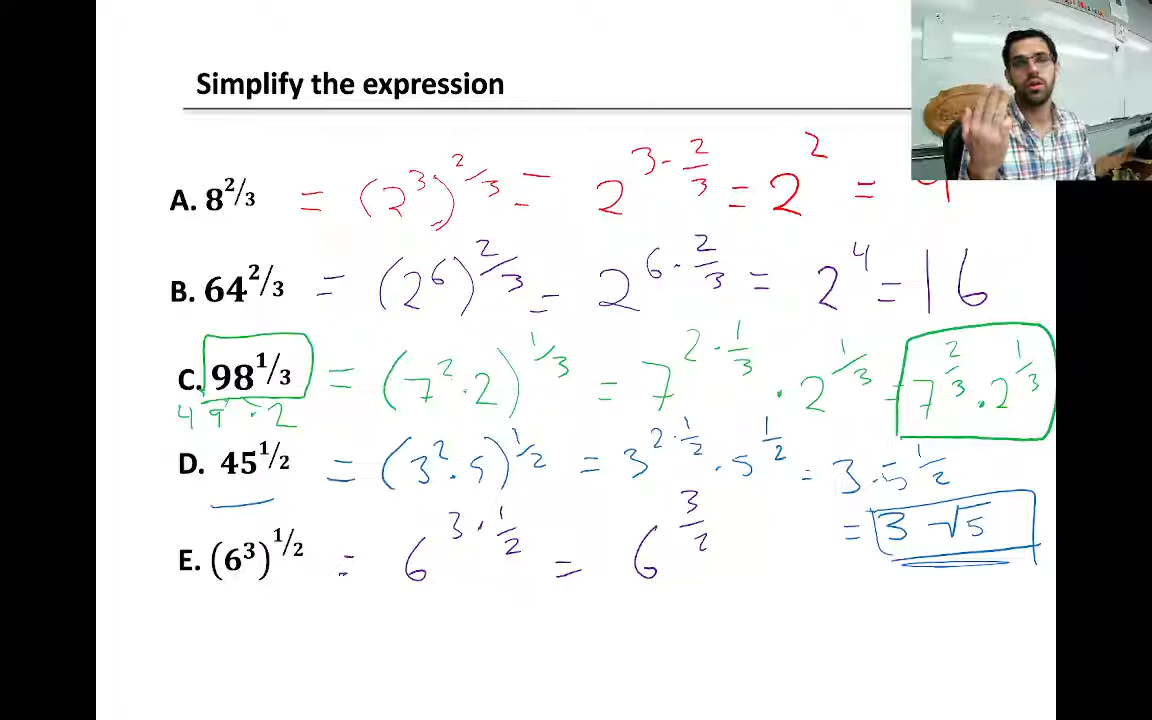 Simplify the expression
A. 8^{2/3} = (2^3)^{2/3} = 2^{3·2/3} = 2^2 = 4
B. 64^{2/3} = (2^6)^{2/3} = 2^{6·2/3} = 2^4 = 16
C. 98^{1/3} = (7^2·2)^{1/3} = 7^{2·1/3} · 2^{1/3} = 7^{2/3}·2^{1/3}
49·2
D. 45^{1/2} = (3^2·5)^{1/2} = 3^{2·1/2} · 5^{1/2} = 3·5^{1/2}
= 3√5
E. (6^3)^{1/2} = 6^{3·1/2} = 6^{3/2}